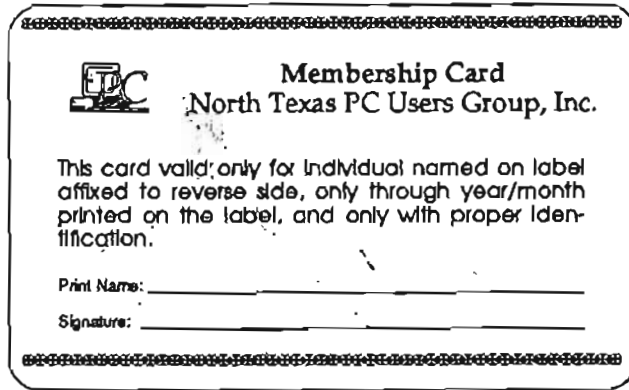 PC
Membership Card
North Texas PC Users Group, Inc.
This card valid only for individual named on label
affixed to reverse side, only through year/month
printed on the label, and only with proper iden-
tification.
Print Name:
Signature: